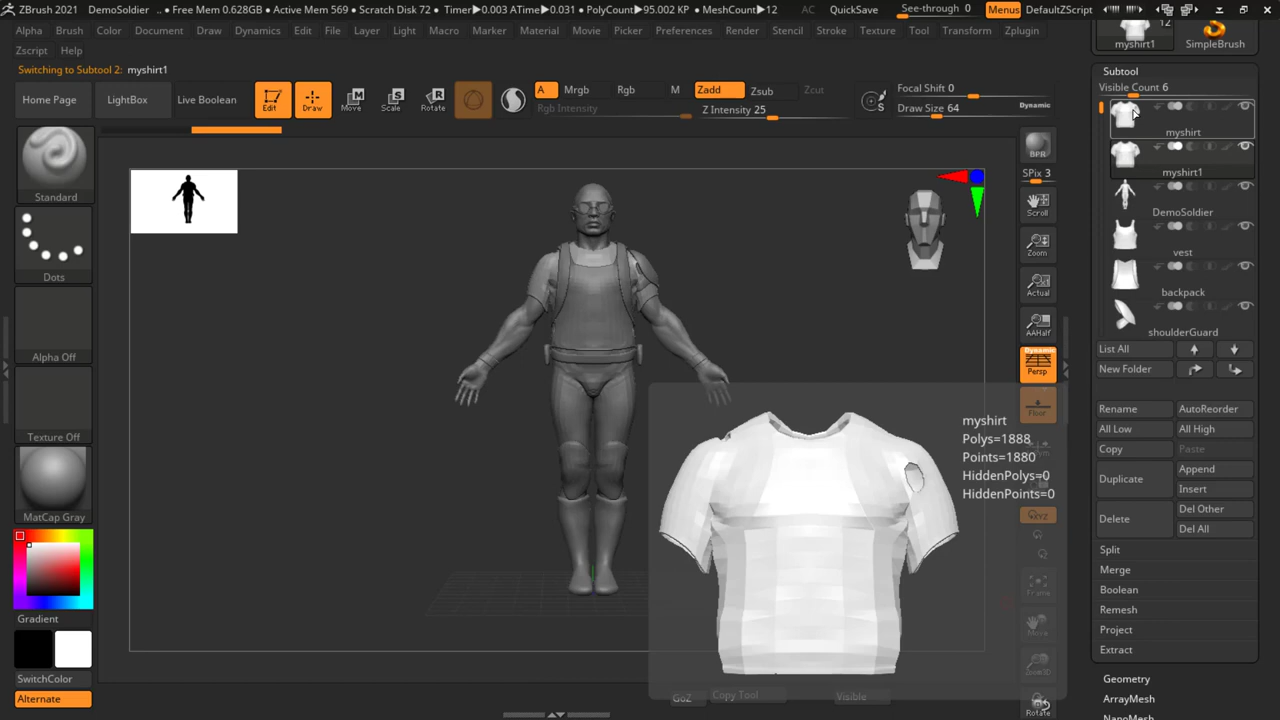 ZBrush 2021 DemoSoldier .. • Free Mem 0.628GB • Active Mem 569 • Scratch Disk 72 • Timer▶0.003 ATime▶0.031 • PolyCount▶95.002 KP • MeshCount▶12 AC QuickSave See-through 0 Menus DefaultZScript
Alpha Brush Color Document Draw Dynamics Edit File Layer Light Macro Marker Material Movie Picker Preferences Render Stencil Stroke Texture Tool Transform Zplugin
Zscript Help
Switching to Subtool 2: myshirt1
Home Page LightBox Live Boolean
Edit Draw Move Scale Rotate
A Mrgb Rgb M Zadd Zsub Zcut
Rgb Intensity Z Intensity 25
Focal Shift 0
Draw Size 64 Dynamic
Standard
Dots
Alpha Off
Texture Off
MatCap Gray
Gradient
SwitchColor
Alternate
BPR
SPix 3
Scroll
Zoom
Actual
AAHalf
Dynamic
Persp
Floor
XYZ
Frame
Move
Zoom3D
Rotate
myshirt
Polys=1888
Points=1880
HiddenPolys=0
HiddenPoints=0
GoZ Copy Tool Visible
12
myshirt1 SimpleBrush
Subtool
Visible Count 6
myshirt
myshirt1
DemoSoldier
vest
backpack
shoulderGuard
List All
New Folder
Rename AutoReorder
All Low All High
Copy Paste
Duplicate Append
Insert
Delete Del Other
Del All
Split
Merge
Boolean
Remesh
Project
Extract
Geometry
ArrayMesh
NanoMesh